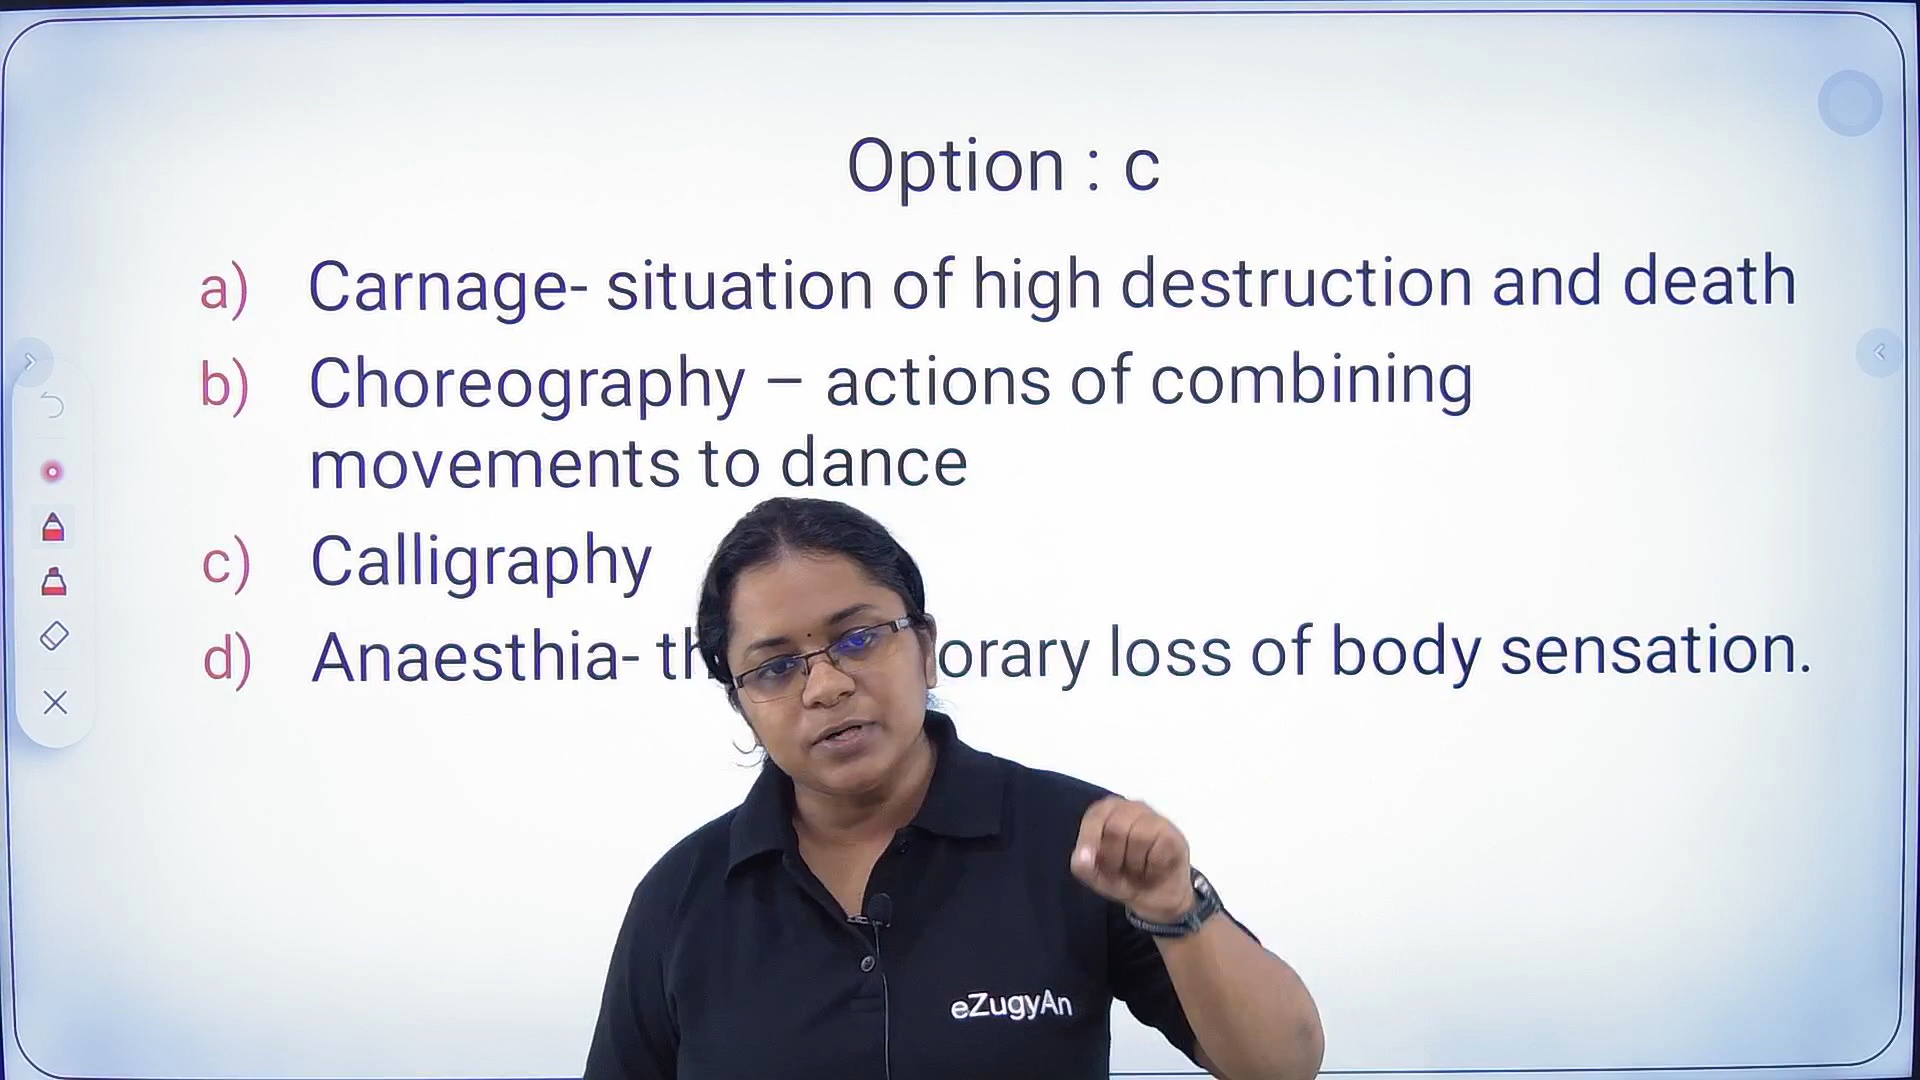 Option : c
a) Carnage- situation of high destruction and death
b) Choreography – actions of combining
movements to dance
c) Calligraphy
d) Anaesthia- orary loss of body sensation.
eZugyAn